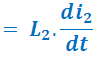 = L₂. di₂/dt